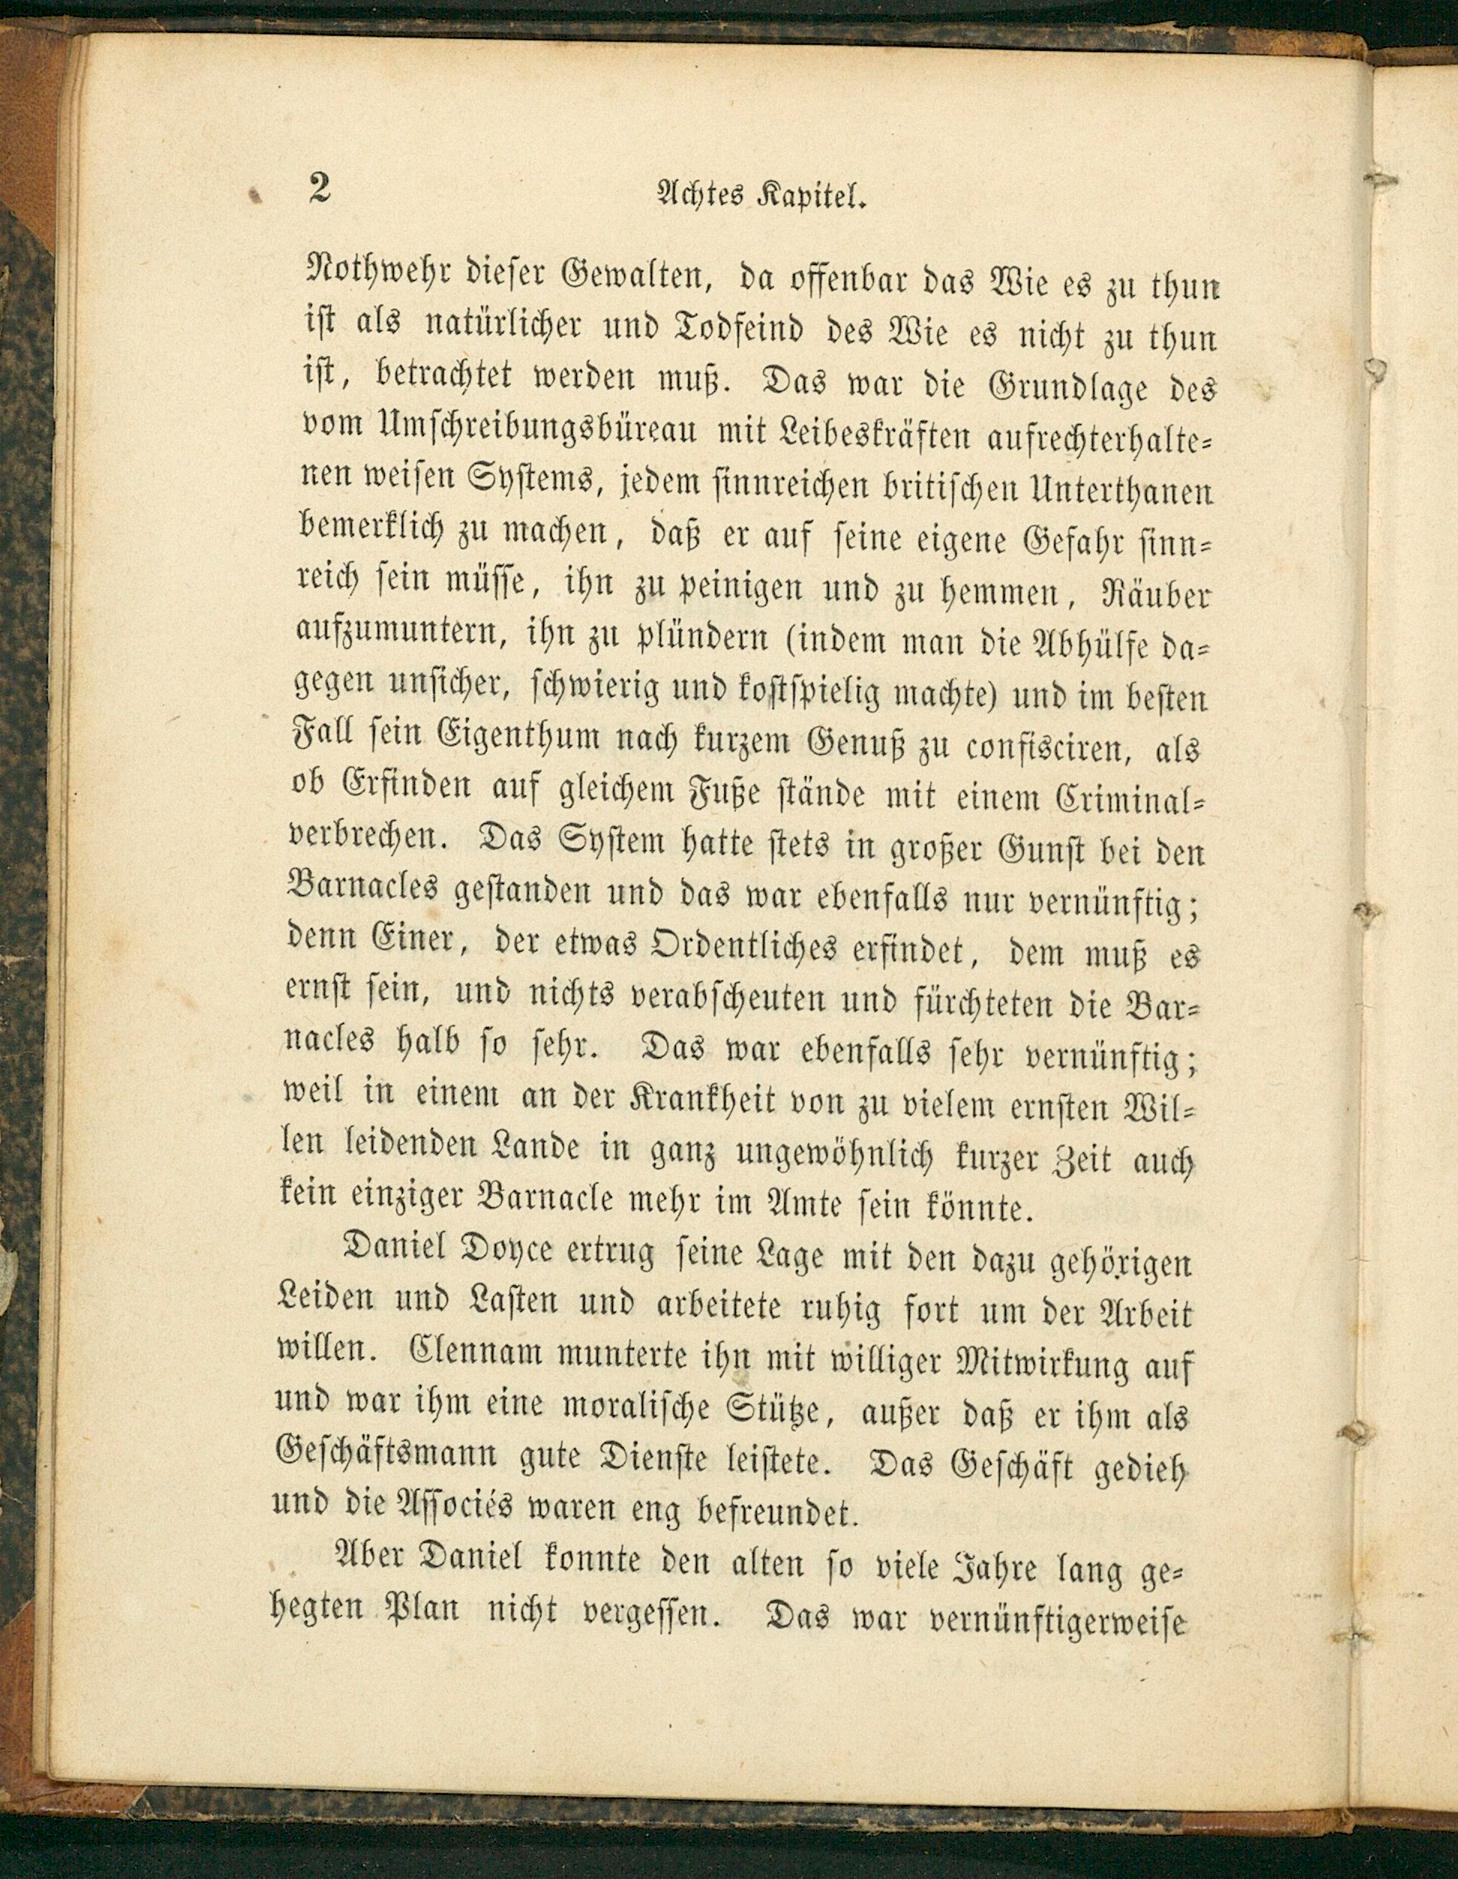 2
Achtes Kapitel.
Nothwehr dieser Gewalten, da offenbar das Wie es zu thun
ist als natürlicher und Todfeind des Wie es nicht zu thun
ist, betrachtet werden muß. Das war die Grundlage des
vom Umschreibungsbüreau mit Leibeskräften aufrechterhalte-
nen weisen Systems, jedem sinnreichen britischen Unterthanen
bemerklich zu machen, daß er auf seine eigene Gefahr sinn-
reich sein müsse, ihn zu peinigen und zu hemmen, Räuber
aufzumuntern, ihn zu plündern (indem man die Abhülfe da-
gegen unsicher, schwierig und kostspielig machte) und im besten
Fall sein Eigenthum nach kurzem Genuß zu confisciren, als
ob Erfinden auf gleichem Fuße stände mit einem Criminal-
verbrechen. Das System hatte stets in großer Gunst bei den
Barnacles gestanden und das war ebenfalls nur vernünftig;
denn Einer, der etwas Ordentliches erfindet, dem muß es
ernst sein, und nichts verabscheuten und fürchteten die Bar-
nacles halb so sehr. Das war ebenfalls sehr vernünftig;
weil in einem an der Krankheit von zu vielem ernsten Wil-
len leidenden Lande in ganz ungewöhnlich kurzer Zeit auch
kein einziger Barnacle mehr im Amte sein könnte.
Daniel Doyce ertrug seine Lage mit den dazu gehörigen
Leiden und Lasten und arbeitete ruhig fort um der Arbeit
willen. Clennam munterte ihn mit williger Mitwirkung auf
und war ihm eine moralische Stütze, außer daß er ihm als
Geschäftsmann gute Dienste leistete. Das Geschäft gedieh
und die Associés waren eng befreundet.
Aber Daniel konnte den alten so viele Jahre lang ge-
hegten Plan nicht vergessen. Das war vernünftigerweise